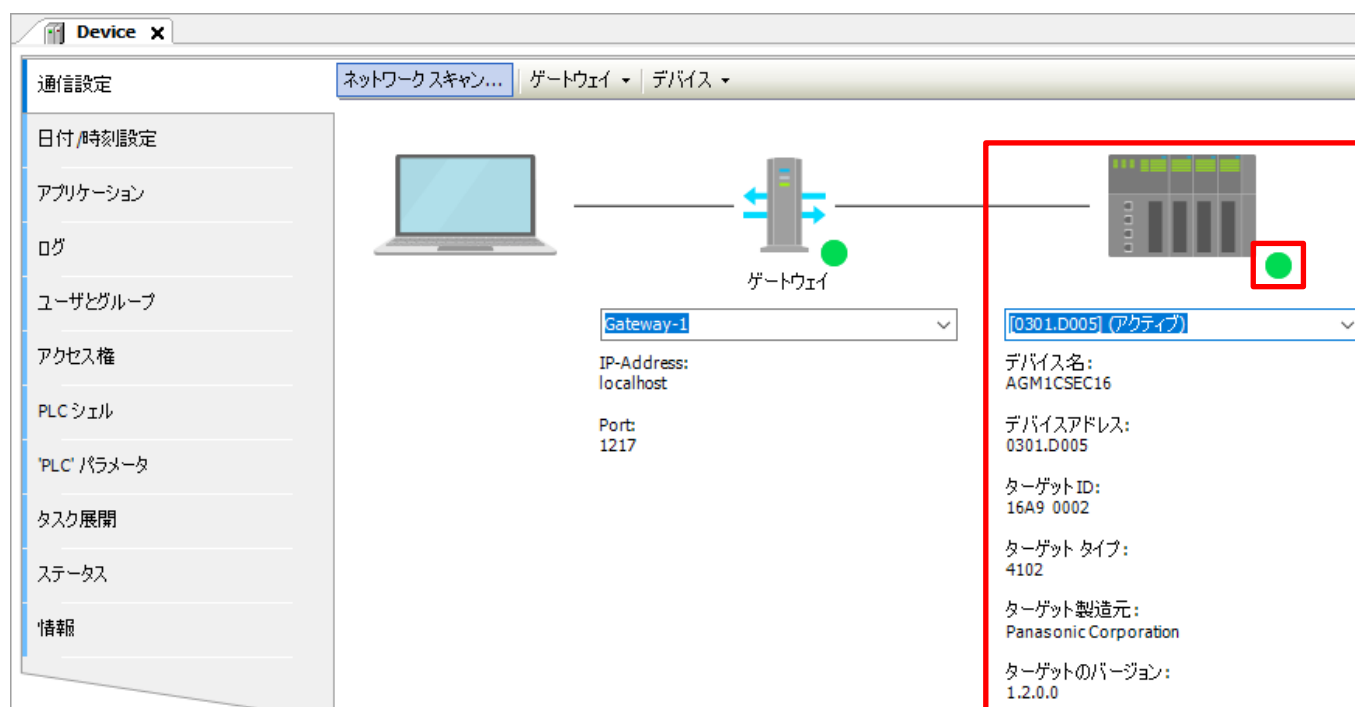 Device
通信設定
日付/時刻設定
アプリケーション
ログ
ユーザとグループ
アクセス権
PLC シェル
'PLC' パラメータ
タスク展開
ステータス
情報
ネットワーク スキャン... ゲートウェイ デバイス
ゲートウェイ
Gateway-1
IP-Address:
localhost
Port:
1217
[0301.D005] (アクティブ)
デバイス名:
AGM1CSEC16
デバイスアドレス:
0301.D005
ターゲット ID:
16A9 0002
ターゲット タイプ:
4102
ターゲット製造元:
Panasonic Corporation
ターゲットのバージョン:
1.2.0.0